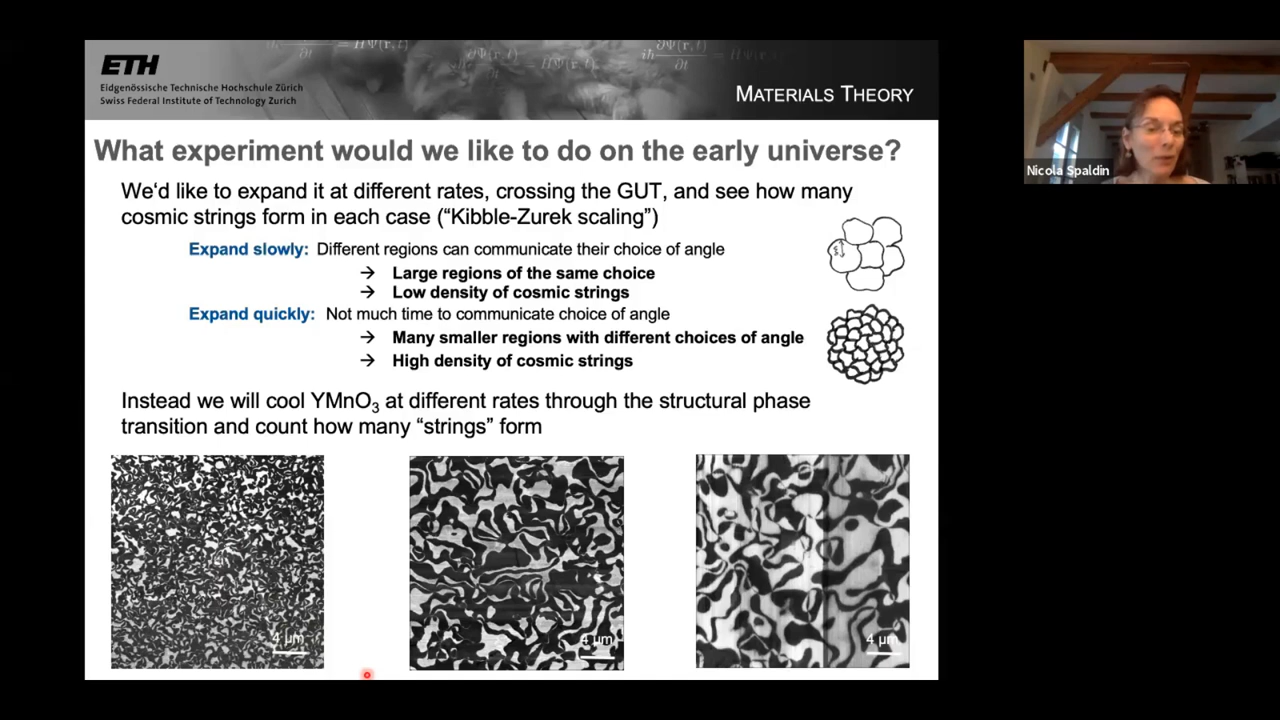 ETH
Eidgenössische Technische Hochschule Zürich
Swiss Federal Institute of Technology Zurich
MATERIALS THEORY
What experiment would we like to do on the early universe?
We'd like to expand it at different rates, crossing the GUT, and see how many
cosmic strings form in each case ("Kibble-Zurek scaling")
Expand slowly: Different regions can communicate their choice of angle
→ Large regions of the same choice
→ Low density of cosmic strings
Expand quickly: Not much time to communicate choice of angle
→ Many smaller regions with different choices of angle
→ High density of cosmic strings
Instead we will cool YMnO₃ at different rates through the structural phase
transition and count how many "strings" form
4 µm
4 µm
4 µm
Nicola Spaldin